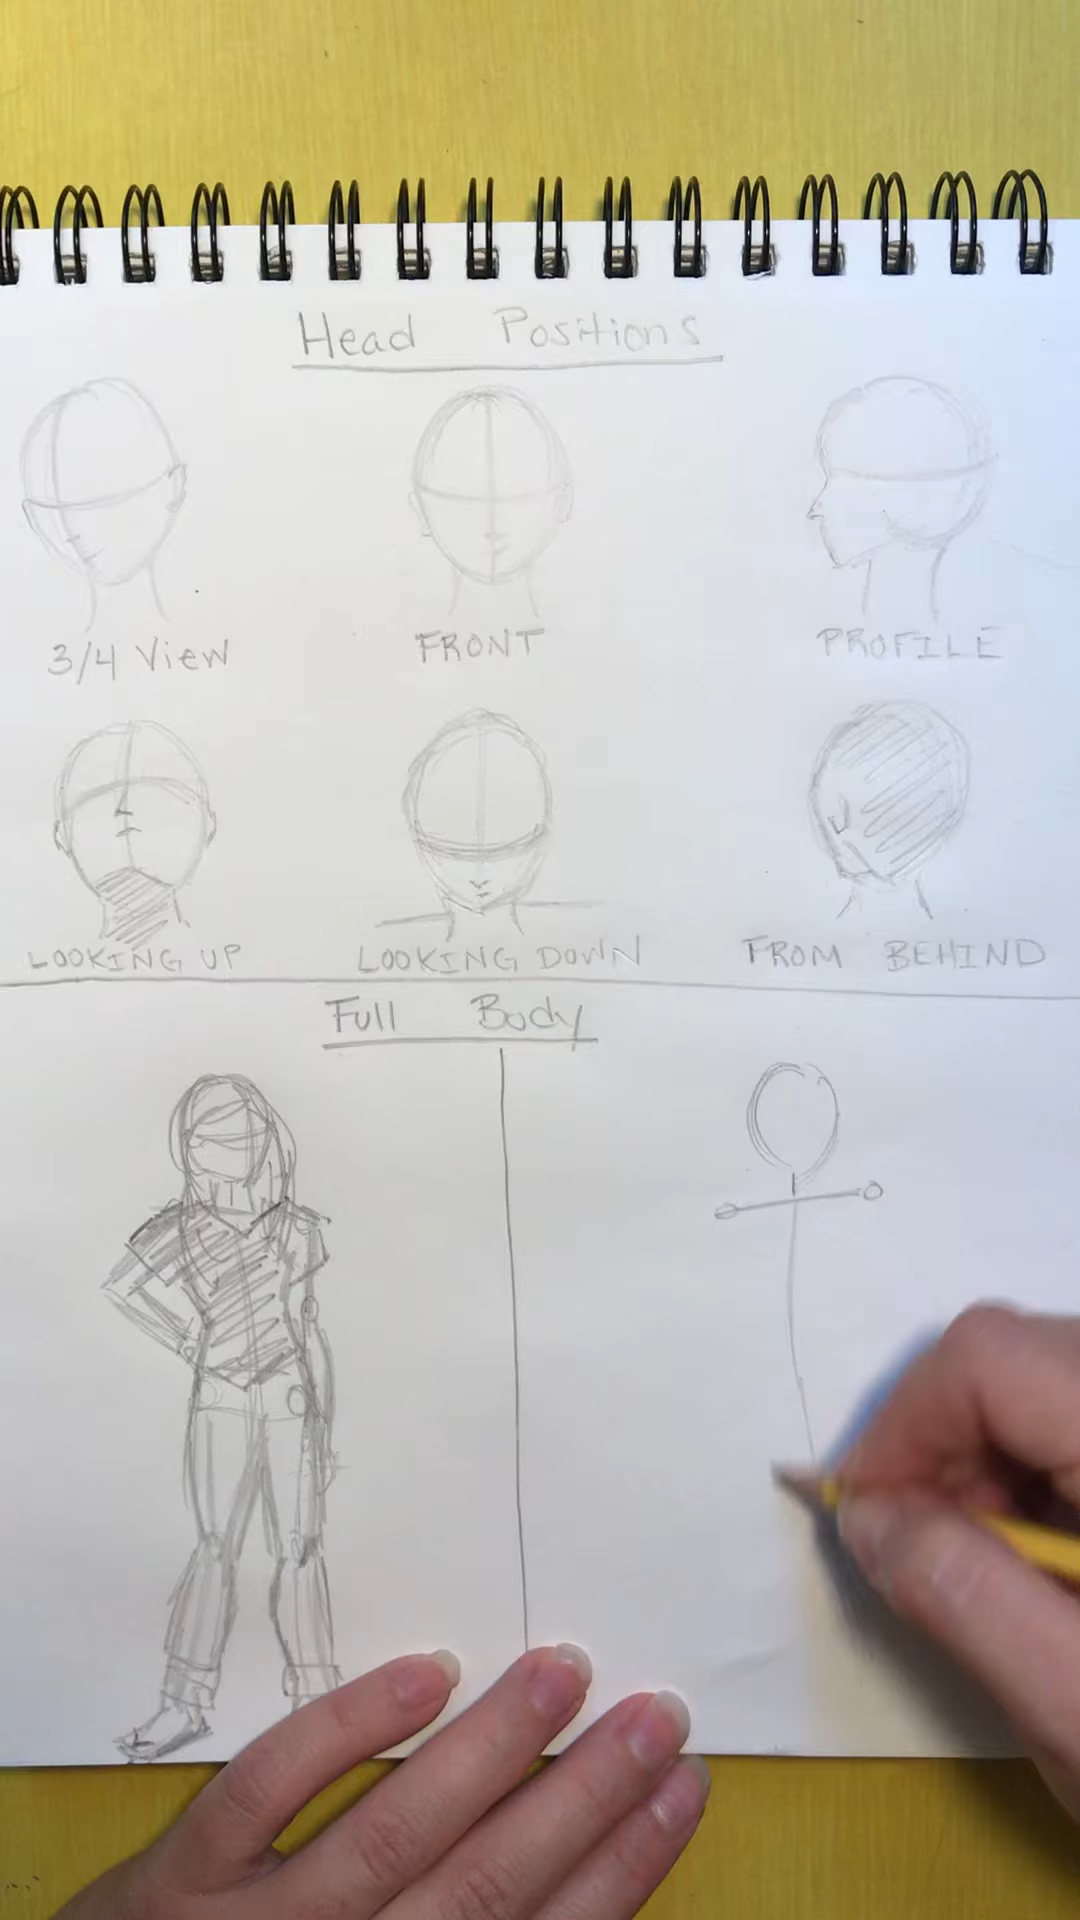 Head Positions
3/4 View
FRONT
PROFILE
LOOKING UP
LOOKING DOWN
FROM BEHIND
Full Body